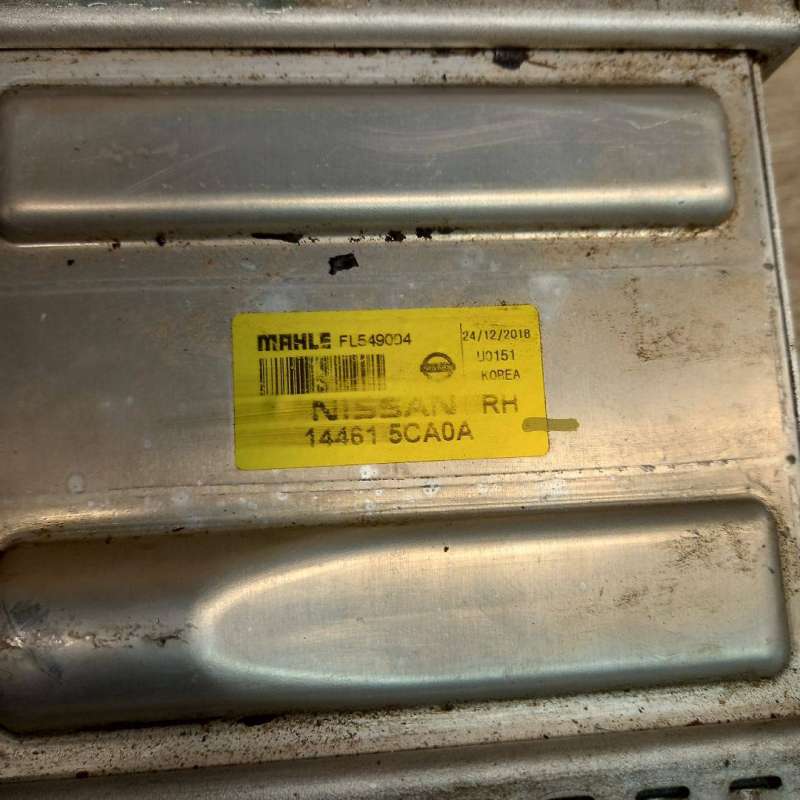 MAHLE FL549004 24/12/2018
U0151
KOREA
NISSAN RH
14461 5CA0A